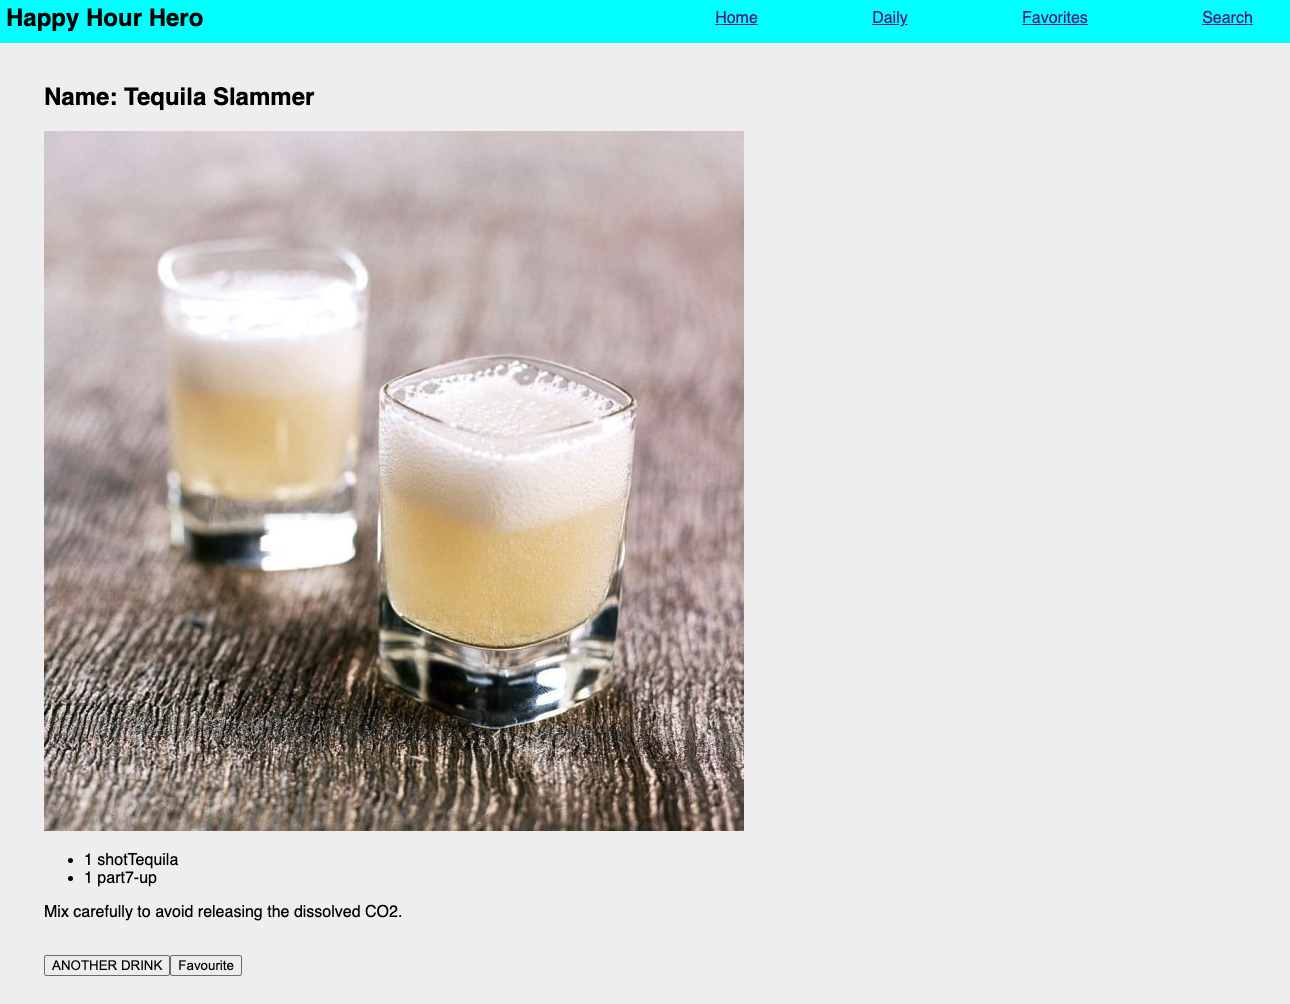 Happy Hour Hero Home Daily Favorites Search
Name: Tequila Slammer
1 shotTequila
1 part7-up
Mix carefully to avoid releasing the dissolved CO2.
ANOTHER DRINK Favourite